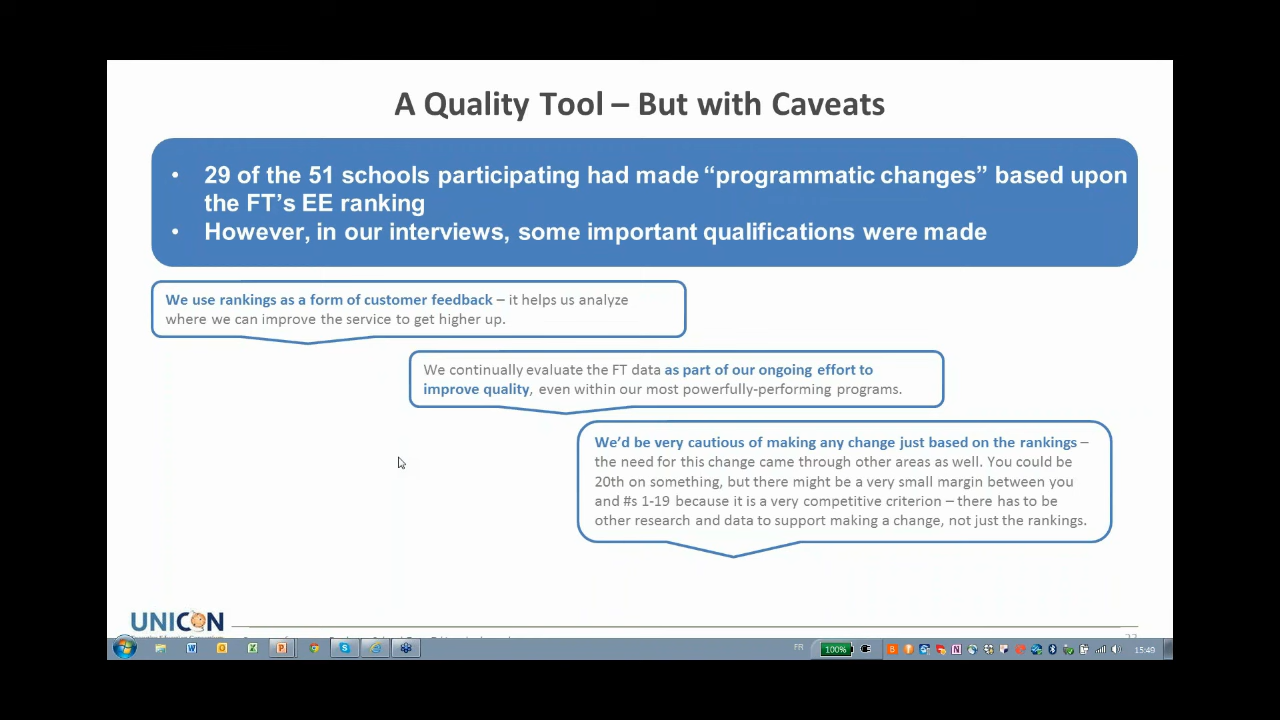 A Quality Tool – But with Caveats
• 29 of the 51 schools participating had made “programmatic changes” based upon
the FT’s EE ranking
• However, in our interviews, some important qualifications were made
We use rankings as a form of customer feedback – it helps us analyze
where we can improve the service to get higher up.
We continually evaluate the FT data as part of our ongoing effort to
improve quality, even within our most powerfully-performing programs.
We’d be very cautious of making any change just based on the rankings –
the need for this change came through other areas as well. You could be
20th on something, but there might be a very small margin between you
and #s 1-19 because it is a very competitive criterion – there has to be
other research and data to support making a change, not just the rankings.
UNICON
FR
100%
15:49